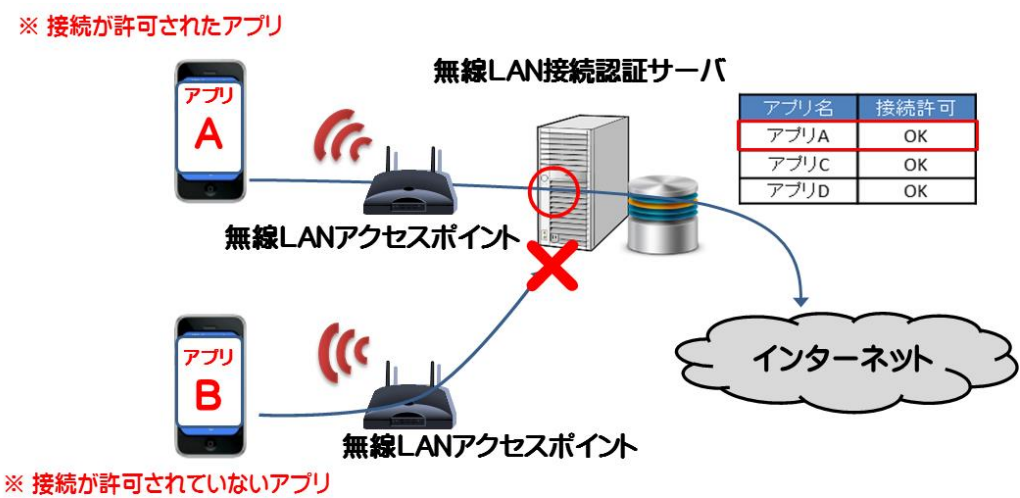 ※ 接続が許可されたアプリ
無線LAN接続認証サーバ
アプリ
A
アプリ名 接続許可
アプリA OK
アプリC OK
アプリD OK
無線LANアクセスポイント
インターネット
アプリ
B
無線LANアクセスポイント
※ 接続が許可されていないアプリ